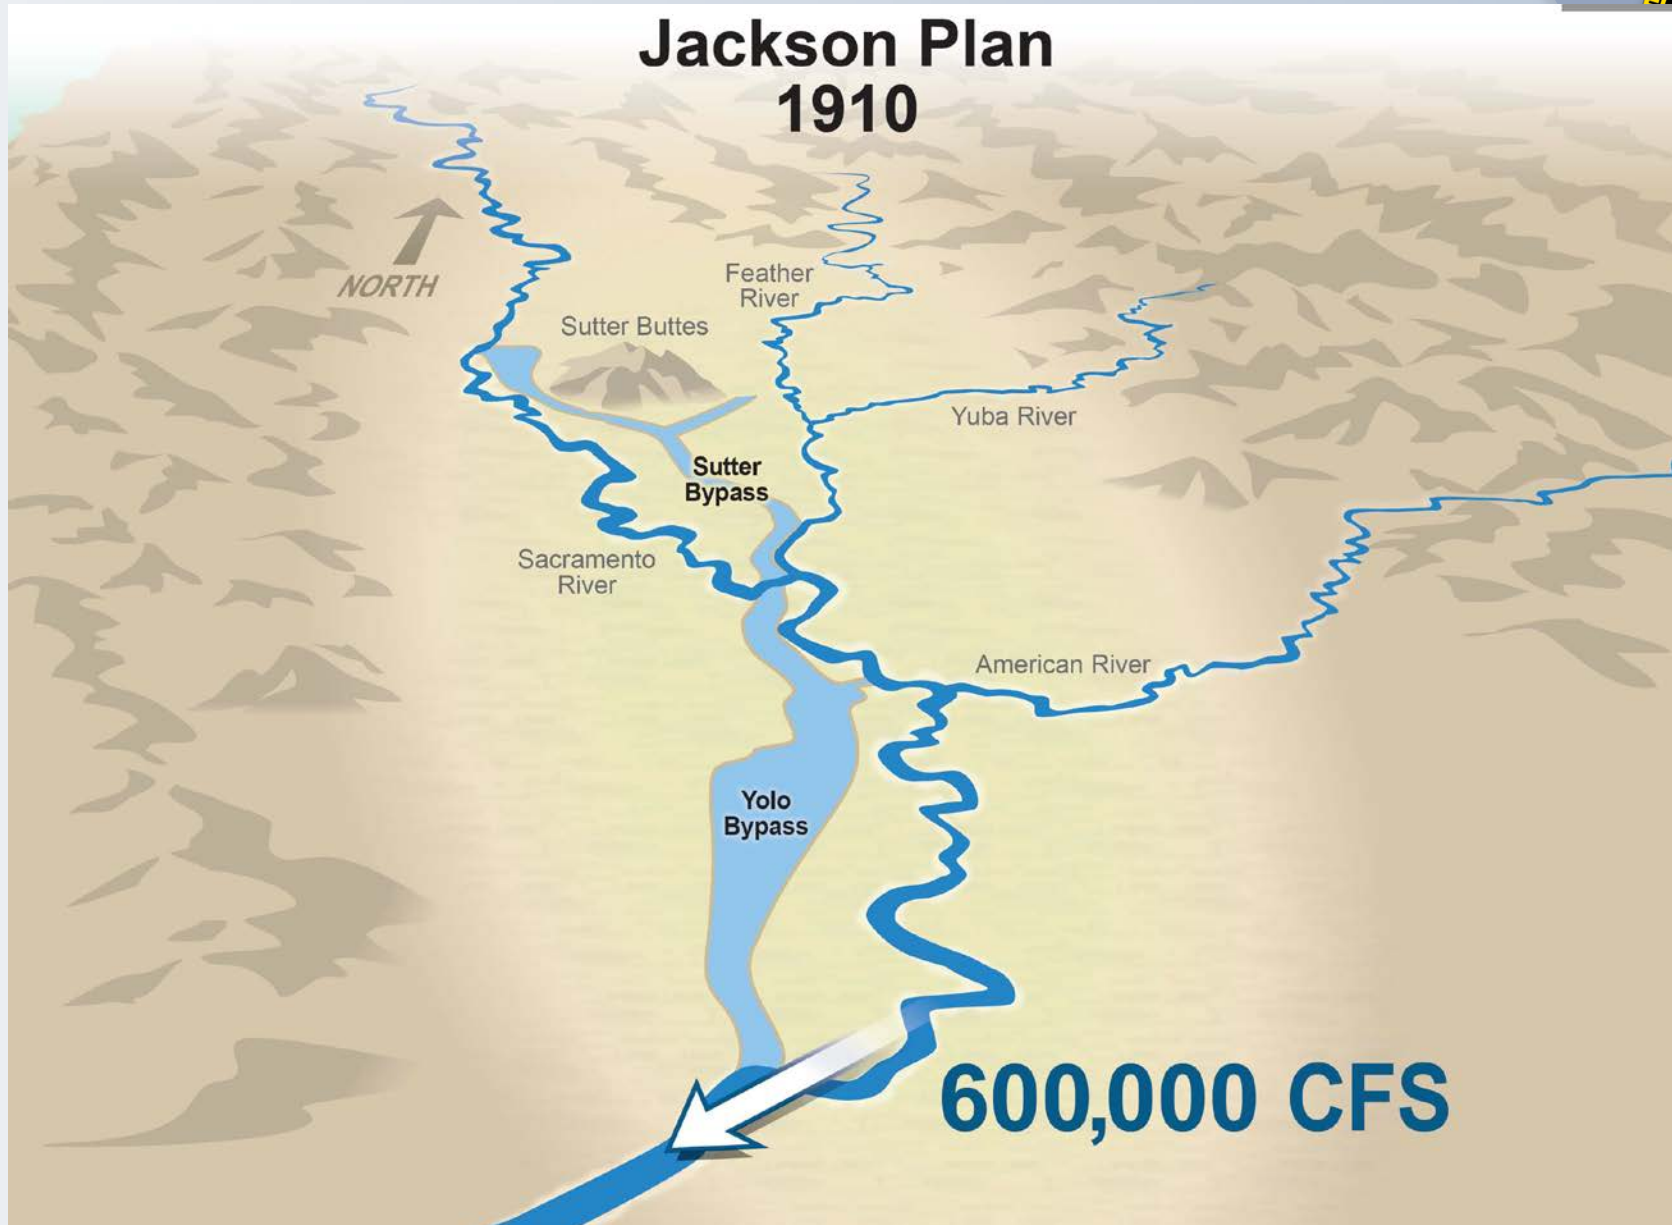 Jackson Plan
1910
NORTH
Feather
River
Sutter Buttes
Yuba River
Sutter
Bypass
Sacramento
River
American River
Yolo
Bypass
600,000 CFS